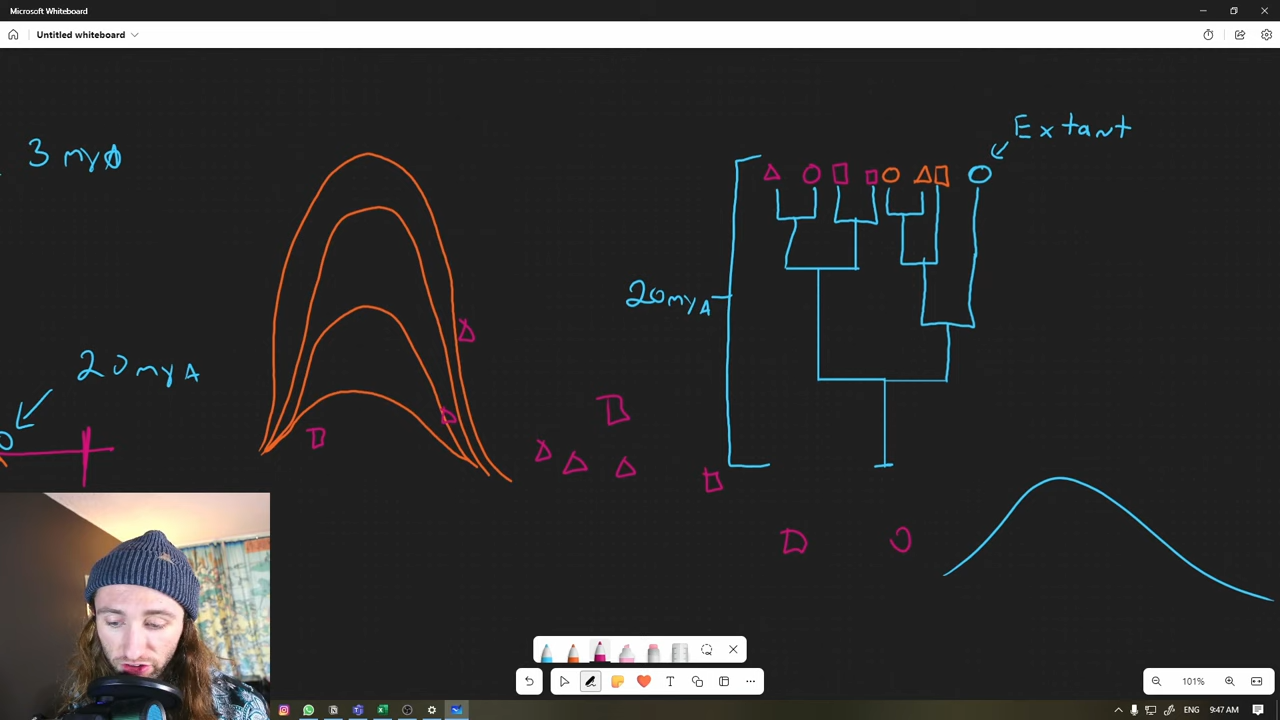 Microsoft Whiteboard
Untitled whiteboard
Extant
3 myA
20myA
20myA
101%
ENG
9:47 AM